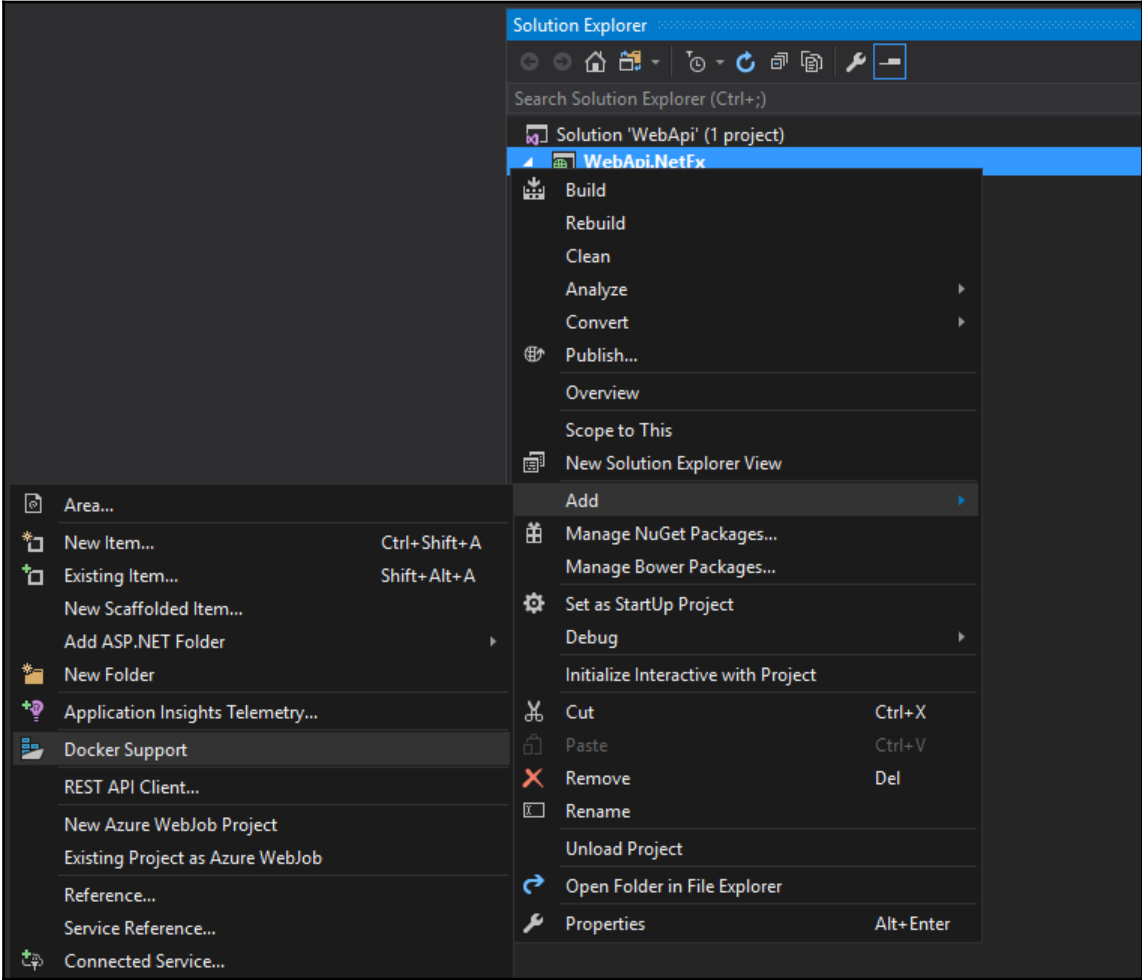 Solution Explorer
Search Solution Explorer (Ctrl+;)
Solution 'WebApi' (1 project)
WebApi.NetFx
Build
Rebuild
Clean
Analyze
Convert
Publish...
Overview
Scope to This
New Solution Explorer View
Add
Manage NuGet Packages...
Manage Bower Packages...
Set as StartUp Project
Debug
Initialize Interactive with Project
Cut Ctrl+X
Paste Ctrl+V
Remove Del
Rename
Unload Project
Open Folder in File Explorer
Properties Alt+Enter
Area...
New Item... Ctrl+Shift+A
Existing Item... Shift+Alt+A
New Scaffolded Item...
Add ASP.NET Folder
New Folder
Application Insights Telemetry...
Docker Support
REST API Client...
New Azure WebJob Project
Existing Project as Azure WebJob
Reference...
Service Reference...
Connected Service...